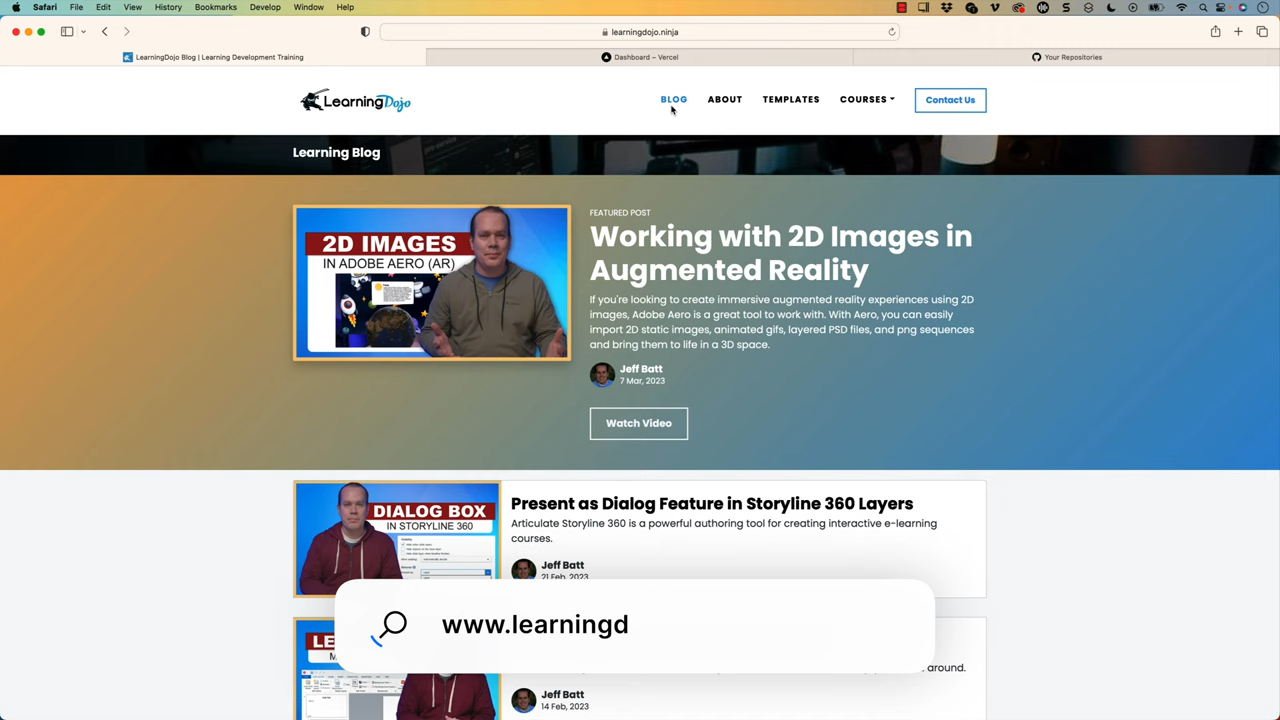 Safari File Edit View History Bookmarks Develop Window Help
learningdojo.ninja
LearningDojo Blog | Learning Development Training
Dashboard – Vercel
Your Repositories
LearningDojo
BLOG ABOUT TEMPLATES COURSES Contact Us
Learning Blog
2D IMAGES
IN ADOBE AERO (AR)
FEATURED POST
Working with 2D Images in
Augmented Reality
If you're looking to create immersive augmented reality experiences using 2D
images, Adobe Aero is a great tool to work with. With Aero, you can easily
import 2D static images, animated gifs, layered PSD files, and png sequences
and bring them to life in a 3D space.
Jeff Batt
7 Mar, 2023
Watch Video
DIALOG BOX
IN STORYLINE 360
Present as Dialog Feature in Storyline 360 Layers
Articulate Storyline 360 is a powerful authoring tool for creating interactive e-learning
courses.
Jeff Batt
21 Feb, 2023
www.learningd
around.
Jeff Batt
14 Feb, 2023